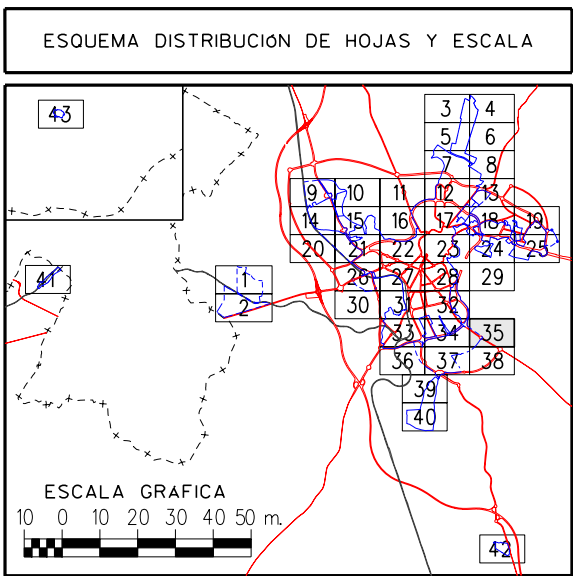 ESQUEMA DISTRIBUCIóN DE HOJAS Y ESCALA
43
3 4
5 6
7 8
9 10 11 12 13
14 15 16 17 18 19
20 21 22 23 24 25
41 1 26 27 28 29
2 30 31 32
33 34 35
36 37 38
39
40
ESCALA GRÁFICA
10 0 10 20 30 40 50 m.
42